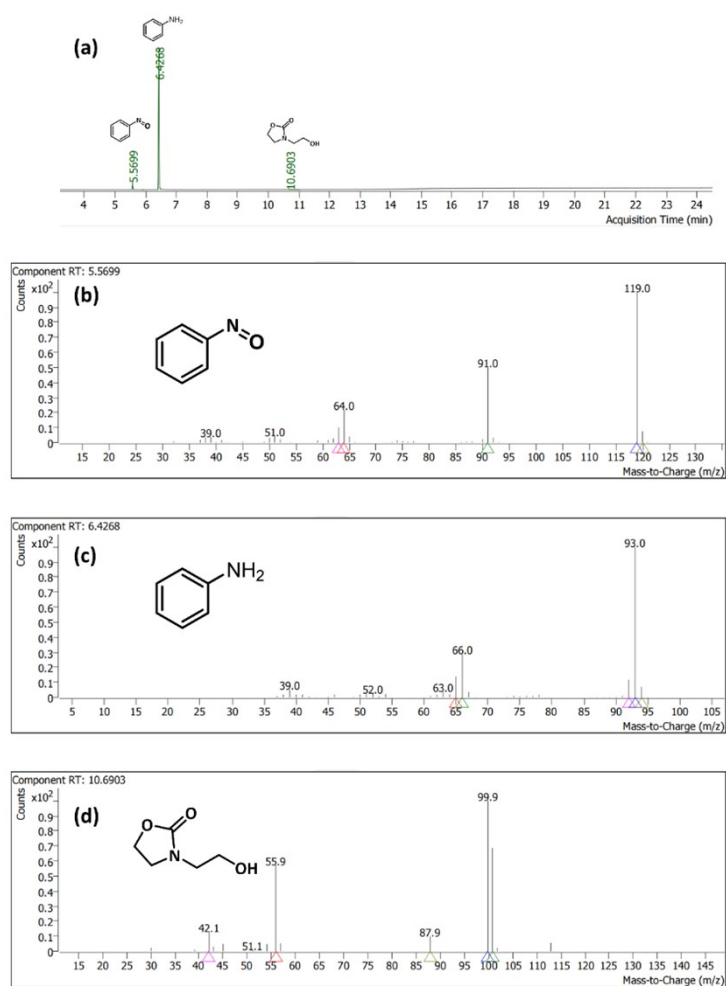 (a)
NH₂
6.4268
N=O
5.5699
O
O
N
OH
10.6903
4 5 6 7 8 9 10 11 12 13 14 15 16 17 18 19 20 21 22 23 24
Acquisition Time (min)
Component RT: 5.5699
Counts
x10²
(b)
N
O
0.9
0.8
0.7
0.6
0.5
0.4
0.3
0.2
0.1
0
39.0
51.0
64.0
91.0
119.0
15 20 25 30 35 40 45 50 55 60 65 70 75 80 85 90 95 100 105 110 115 120 125 130
Mass-to-Charge (m/z)
Component RT: 6.4268
Counts
x10²
(c)
NH₂
0.9
0.8
0.7
0.6
0.5
0.4
0.3
0.2
0.1
0
39.0
52.0
63.0
66.0
93.0
5 10 15 20 25 30 35 40 45 50 55 60 65 70 75 80 85 90 95 100 105
Mass-to-Charge (m/z)
Component RT: 10.6903
Counts
x10²
(d)
O
O
N
OH
0.9
0.8
0.7
0.6
0.5
0.4
0.3
0.2
0.1
0
42.1
51.1
55.9
87.9
99.9
15 20 25 30 35 40 45 50 55 60 65 70 75 80 85 90 95 100 105 110 115 120 125 130 135 140 145
Mass-to-Charge (m/z)